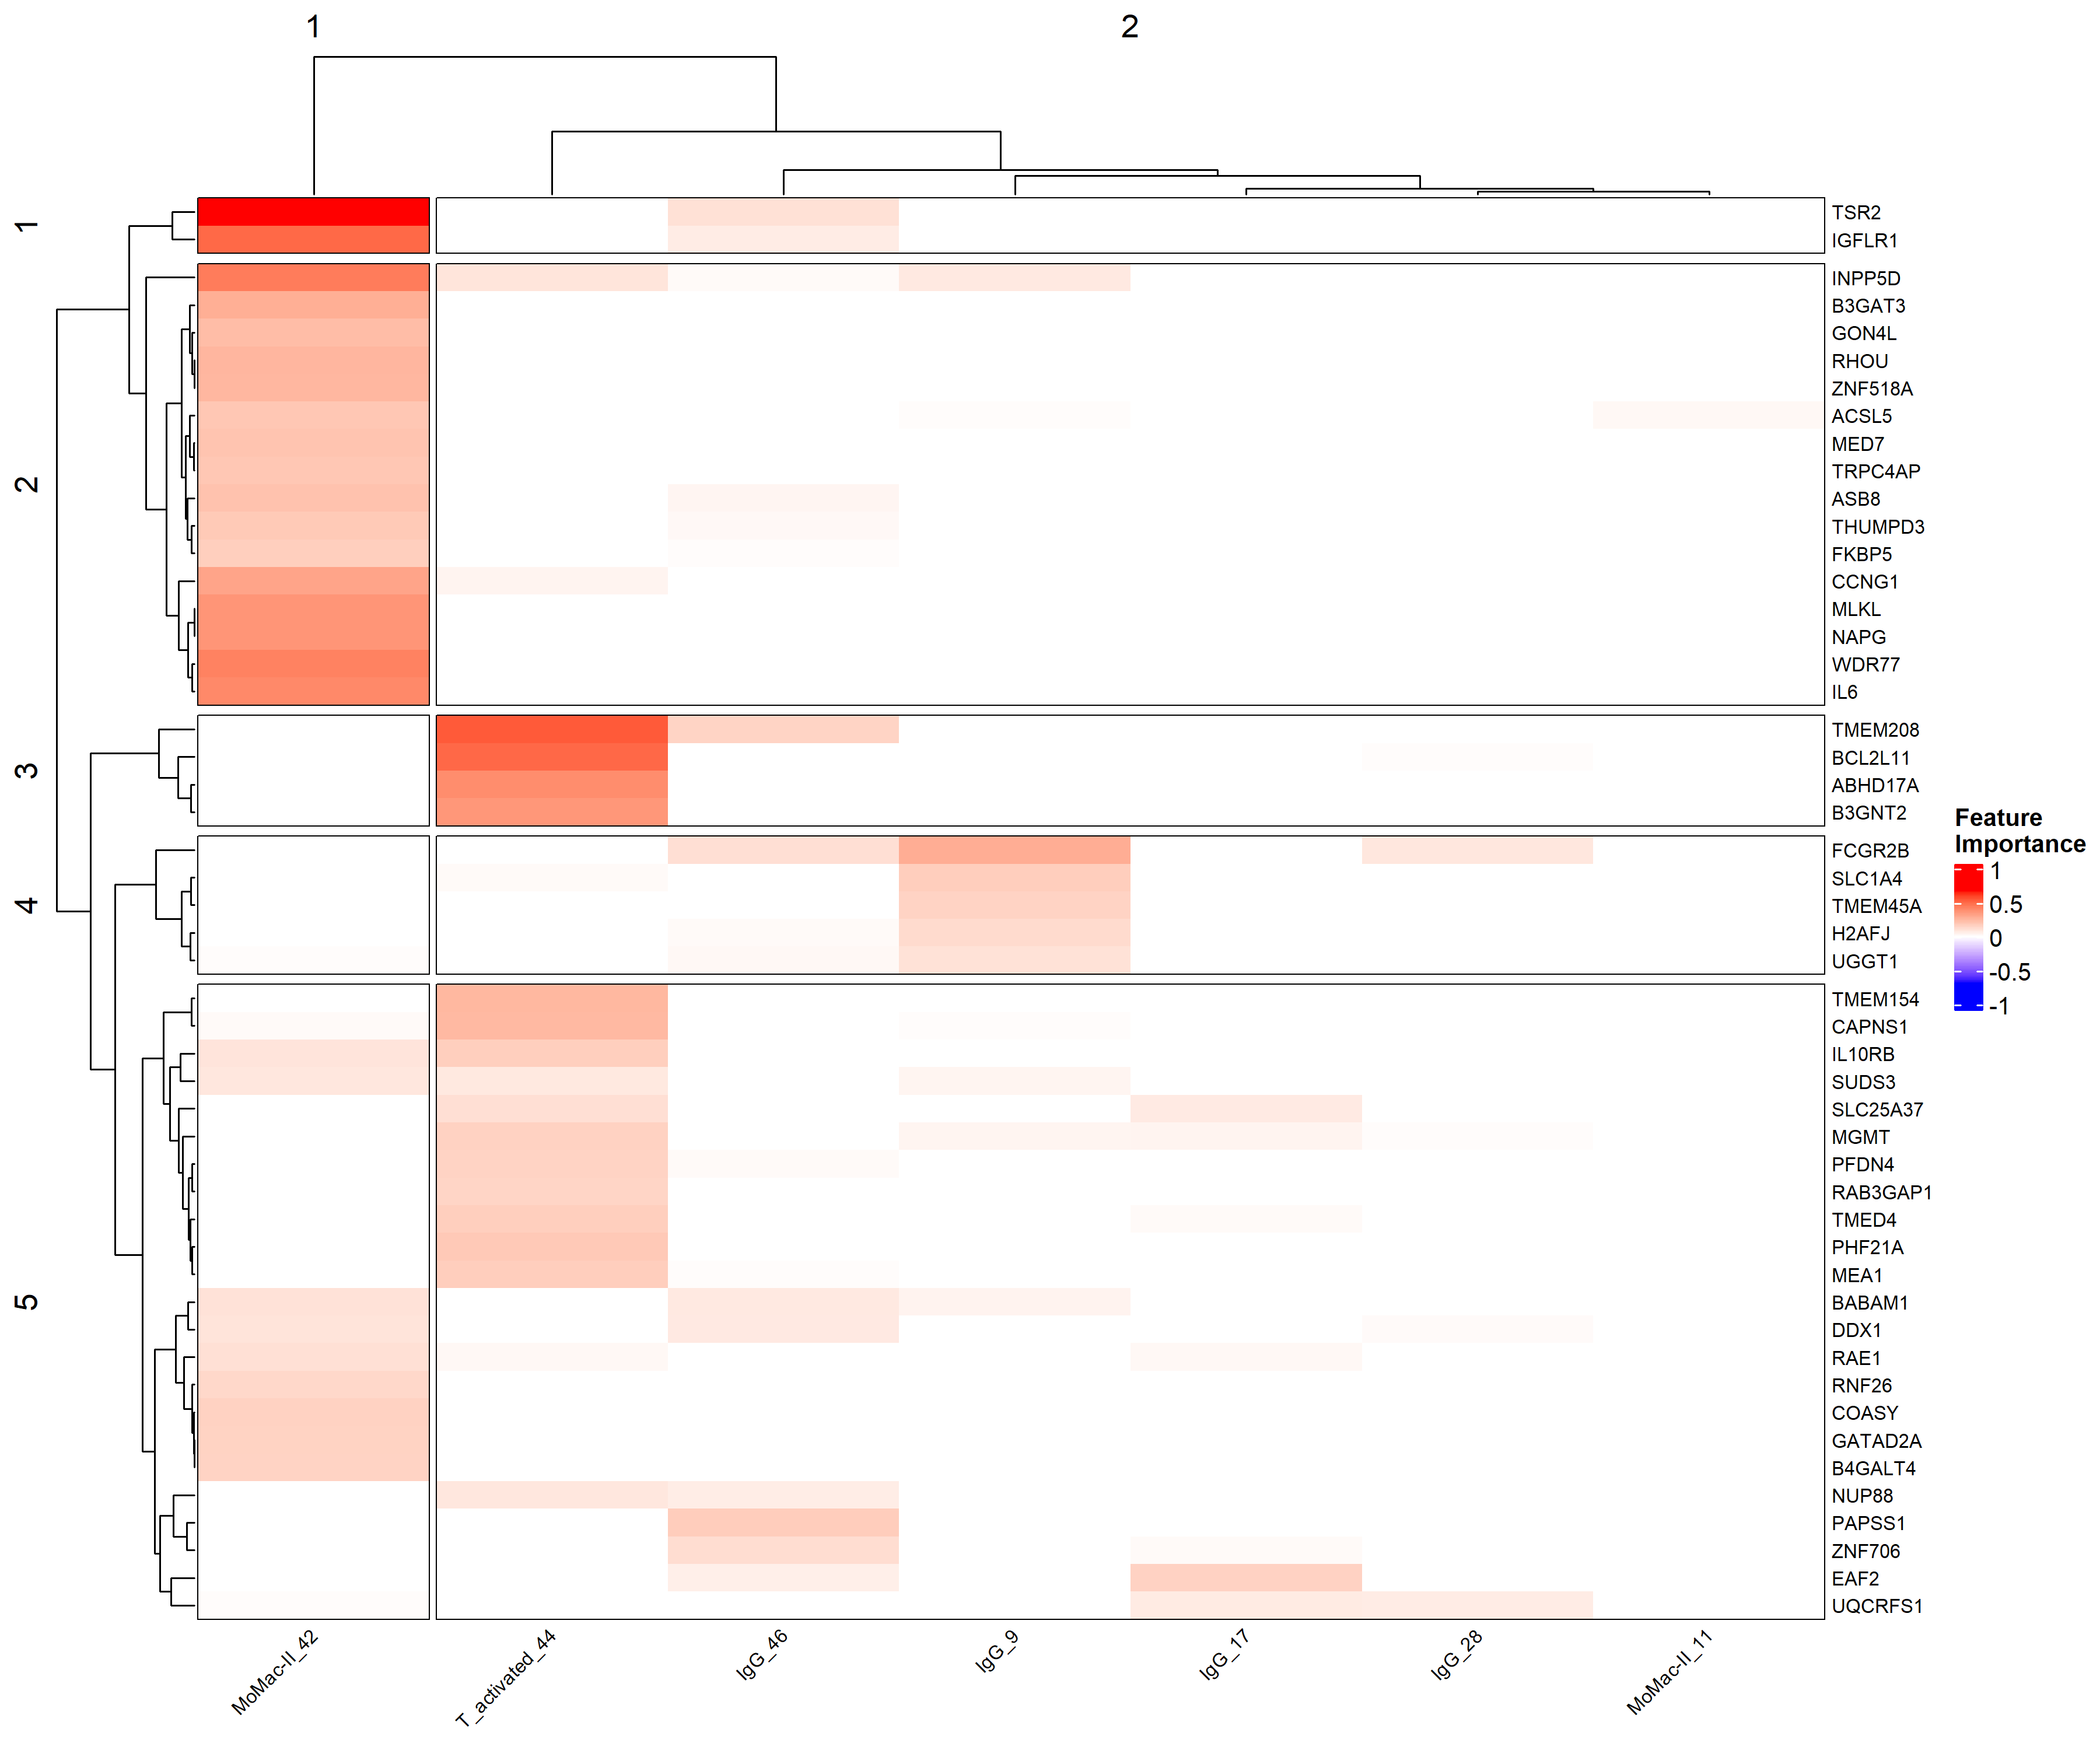 1
2
1
TSR2
IGFLR1
2
INPP5D
B3GAT3
GON4L
RHOU
ZNF518A
ACSL5
MED7
TRPC4AP
ASB8
THUMPD3
FKBP5
CCNG1
MLKL
NAPG
WDR77
IL6
3
TMEM208
BCL2L11
ABHD17A
B3GNT2
4
FCGR2B
SLC1A4
TMEM45A
H2AFJ
UGGT1
5
TMEM154
CAPNS1
IL10RB
SUDS3
SLC25A37
MGMT
PFDN4
RAB3GAP1
TMED4
PHF21A
MEA1
BABAM1
DDX1
RAE1
RNF26
COASY
GATAD2A
B4GALT4
NUP88
PAPSS1
ZNF706
EAF2
UQCRFS1
MoMac-II_42
T_activated_44
IgG_46
IgG_9
IgG_17
IgG_28
MoMac-II_11
Feature
Importance
1
0.5
0
-0.5
-1